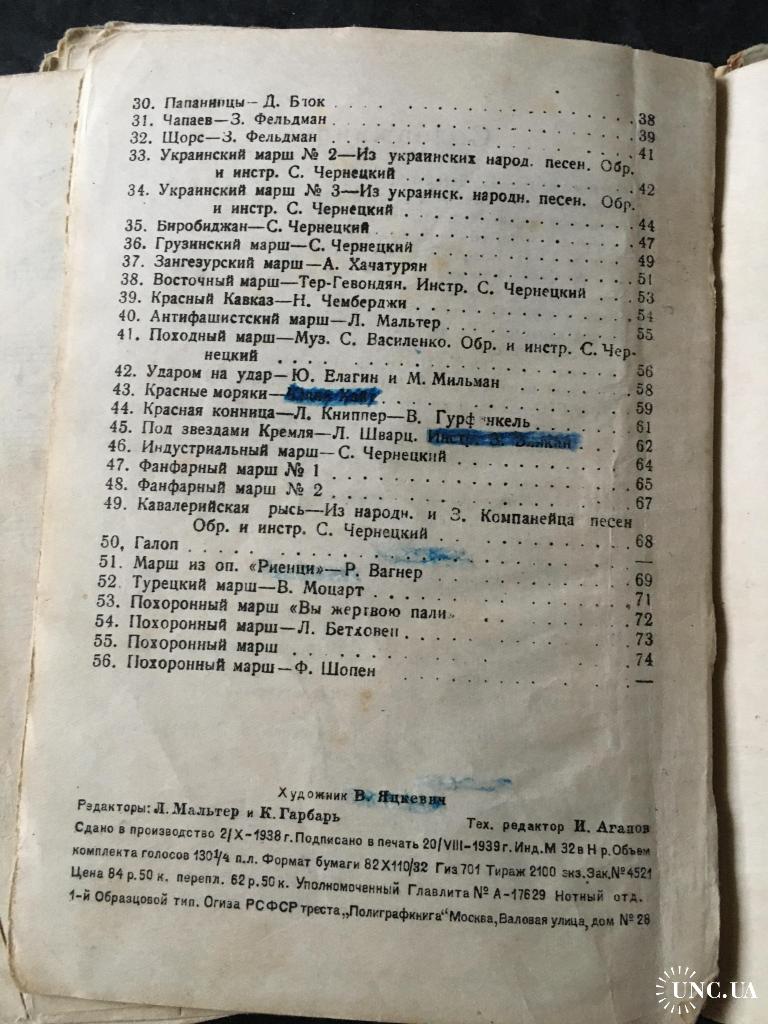 30. Папанинцы—Д. Блок . . . . . . . . . .
31. Чапаев—З. Фельдман . . . . . . . . . . 38
32. Щорс—З. Фельдман . . . . . . . . . . 39
33. Украинский марш № 2—Из украинских народ. песен. Обр. 41
и инстр. С. Чернецкий . . . . . . . . . .
34. Украинский марш № 3—Из украинск. народн. песен. Обр. 42
и инстр. С. Чернецкий . . . . . . . . . .
35. Биробиджан—С. Чернецкий . . . . . . . . . . 44
36. Грузинский марш—С. Чернецкий . . . . . . . . . . 47
37. Зангезурский марш—А. Хачатурян . . . . . . . . . . 49
38. Восточный марш—Тер-Гевондян. Инстр. С. Чернецкий . . . 51
39. Красный Кавказ—Н. Чемберджи . . . . . . . . . . 53
40. Антифашистский марш—Л. Мальтер . . . . . . . . . . 54
41. Походный марш—Муз. С. Василенко. Обр. и инстр. С. Чер- 55
нецкий . . . . . . . . . .
42. Ударом на удар—Ю. Елагин и М. Мильман . . . . . . 56
43. Красные моряки— . . . . . . 58
44. Красная конница—Л. Книппер—В. Гурфинкель . . . . . . 59
45. Под звездами Кремля—Л. Шварц. Инстр. З. . . . 61
46. Индустриальный марш—С. Чернецкий . . . . . . . . 62
47. Фанфарный марш № 1 . . . . . . . . . . 64
48. Фанфарный марш № 2 . . . . . . . . . . 65
49. Кавалерийская рысь—Из народн. и З. Компанейца песен 67
Обр. и инстр. С. Чернецкий . . . . . . . .
50, Галоп . . . . . . . . . . 68
51. Марш из оп. «Риенци»—Р. Вагнер . . . . . . . . —
52. Турецкий марш—В. Моцарт . . . . . . . . . . 69
53. Похоронный марш «Вы жертвою пали» . . . . . . . . 71
54. Похоронный марш—Л. Бетховен . . . . . . . . . . 72
55. Похоронный марш . . . . . . . . . . 73
56. Похоронный марш—Ф. Шопен . . . . . . . . . . 74
—
Художник В. Яцкевич
Редакторы: Л. Мальтер и К. Гарбарь Тех. редактор И. Агапов
Сдано в производство 2/X-1938 г. Подписано в печать 20/VIII-1939 г. Инд. М 32 в Н р. Объем
комплекта голосов 130¼ п.л. Формат бумаги 82X110/32 Гиз 701 Тираж 2100 экз. Зак. № 4521
Цена 84 р. 50 к. перепл. 62 р. 50 к. Уполномоченный Главлита № А-17629 Нотный отд.
1-й Образцовой тип. Огиза РСФСР треста „Полиграфкнига“ Москва, Валовая улица, дом № 28
UNC.UA